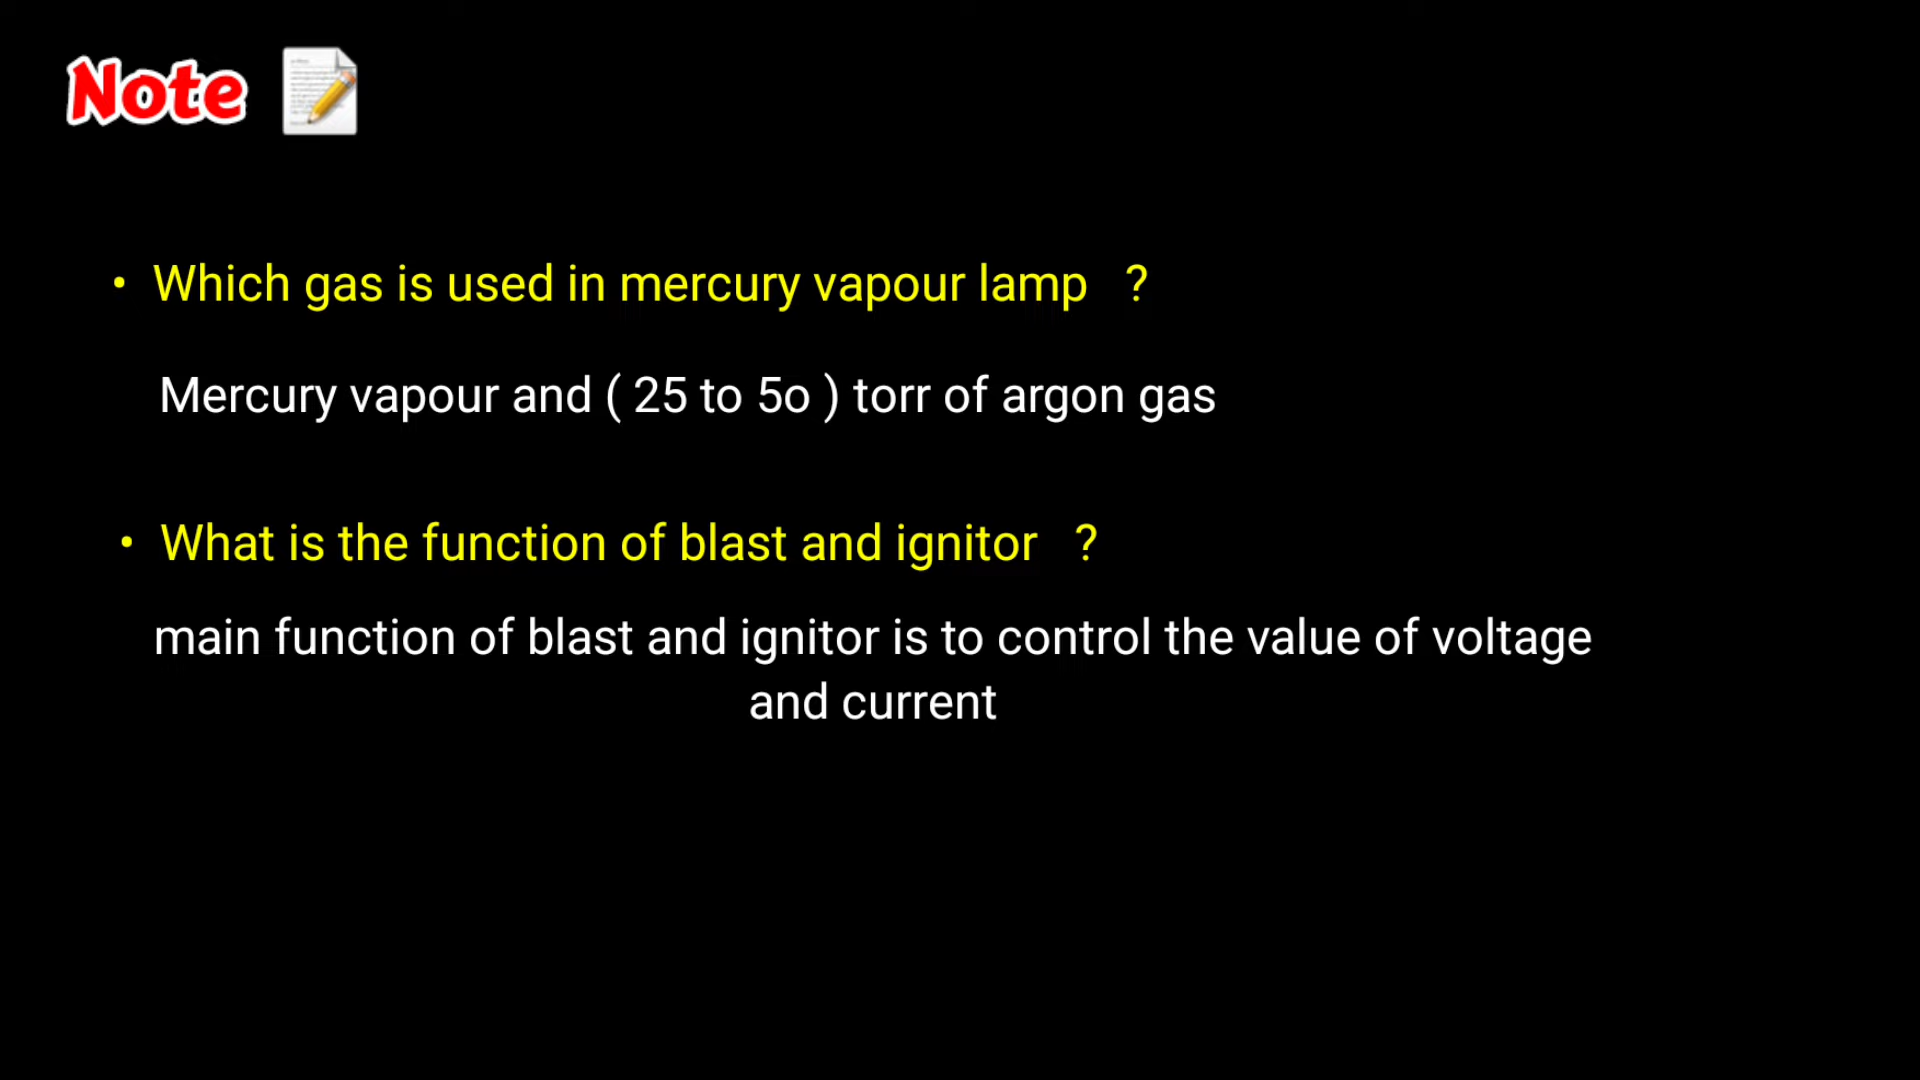 Note
• Which gas is used in mercury vapour lamp ?
Mercury vapour and ( 25 to 5o ) torr of argon gas
• What is the function of blast and ignitor ?
main function of blast and ignitor is to control the value of voltage
and current